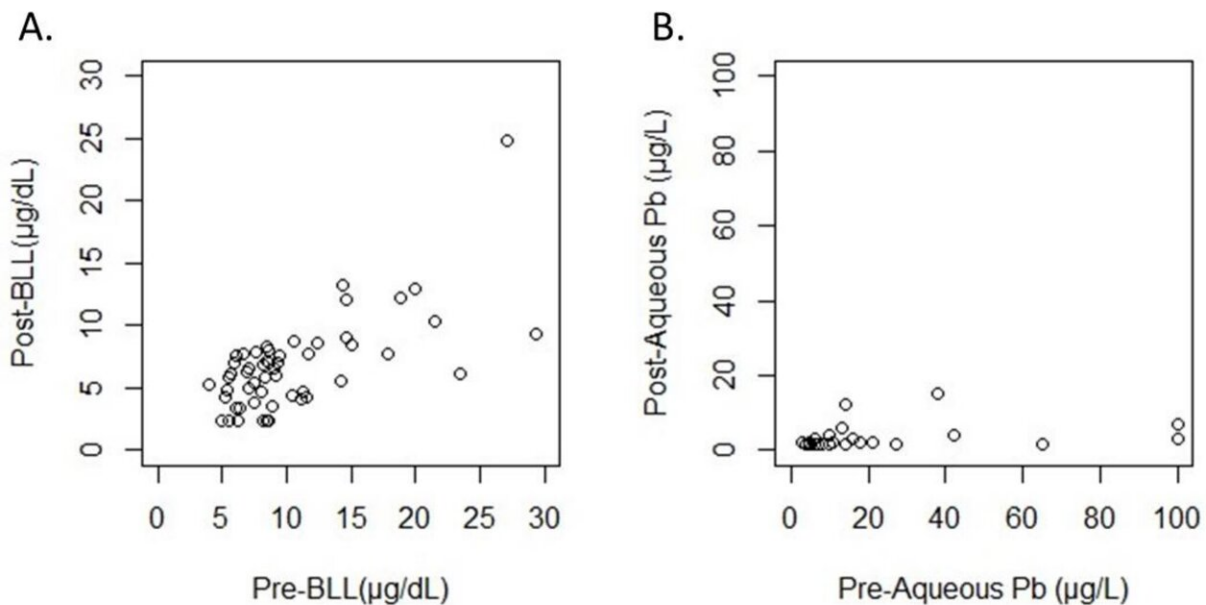 A.
30
25
20
15
10
5
0
Post-BLL(µg/dL)
0 5 10 15 20 25 30
Pre-BLL(µg/dL)
B.
100
80
60
40
20
0
Post-Aqueous Pb (µg/L)
0 20 40 60 80 100
Pre-Aqueous Pb (µg/L)